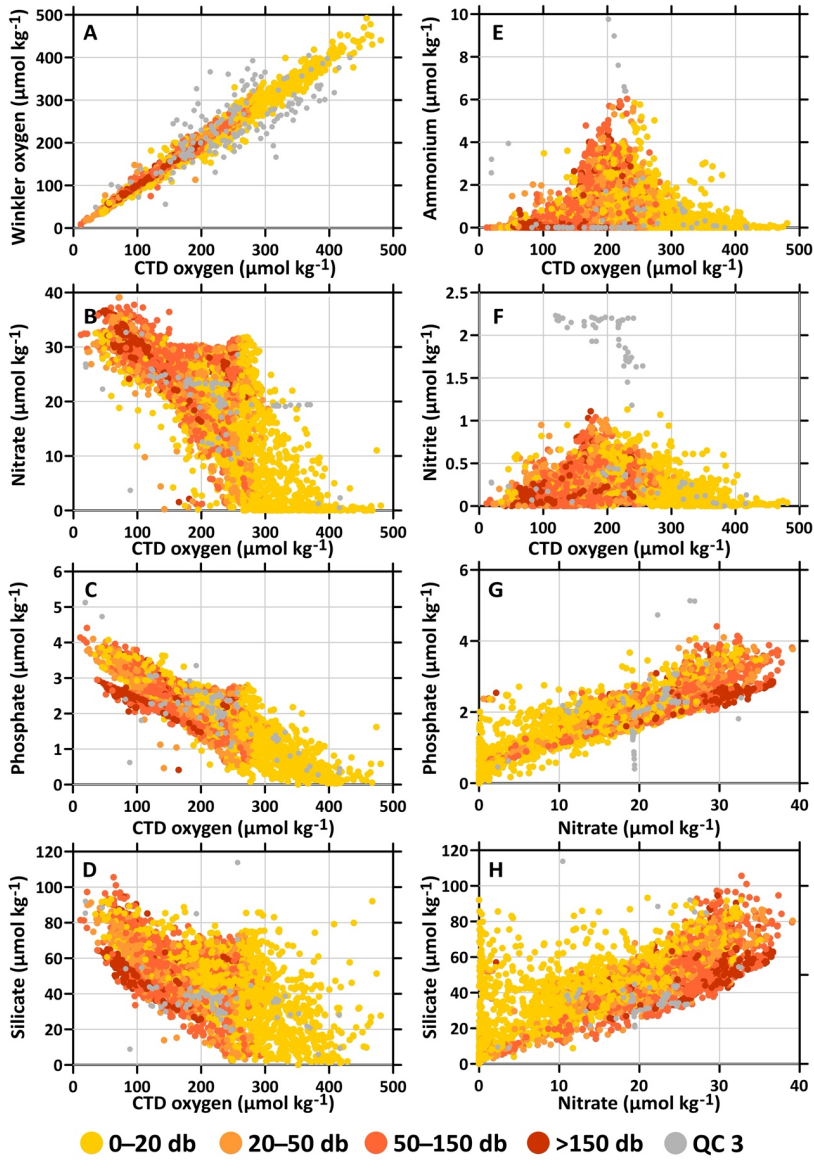 A
Winkler oxygen (µmol kg⁻¹)
500
400
300
200
100
0
0 100 200 300 400 500
CTD oxygen (µmol kg⁻¹)
E
Ammonium (µmol kg⁻¹)
10
8
6
4
2
0
0 100 200 300 400 500
CTD oxygen (µmol kg⁻¹)
B
Nitrate (µmol kg⁻¹)
40
30
20
10
0
0 100 200 300 400 500
CTD oxygen (µmol kg⁻¹)
F
Nitrite (µmol kg⁻¹)
2.5
2
1.5
1
0.5
0
0 100 200 300 400 500
CTD oxygen (µmol kg⁻¹)
C
Phosphate (µmol kg⁻¹)
6
5
4
3
2
1
0
0 100 200 300 400 500
CTD oxygen (µmol kg⁻¹)
G
Phosphate (µmol kg⁻¹)
6
4
2
0
0 10 20 30 40
Nitrate (µmol kg⁻¹)
D
Silicate (µmol kg⁻¹)
120
100
80
60
40
20
0
0 100 200 300 400 500
CTD oxygen (µmol kg⁻¹)
H
Silicate (µmol kg⁻¹)
120
100
80
60
40
20
0
0 10 20 30 40
Nitrate (µmol kg⁻¹)
0–20 db 20–50 db 50–150 db >150 db QC 3